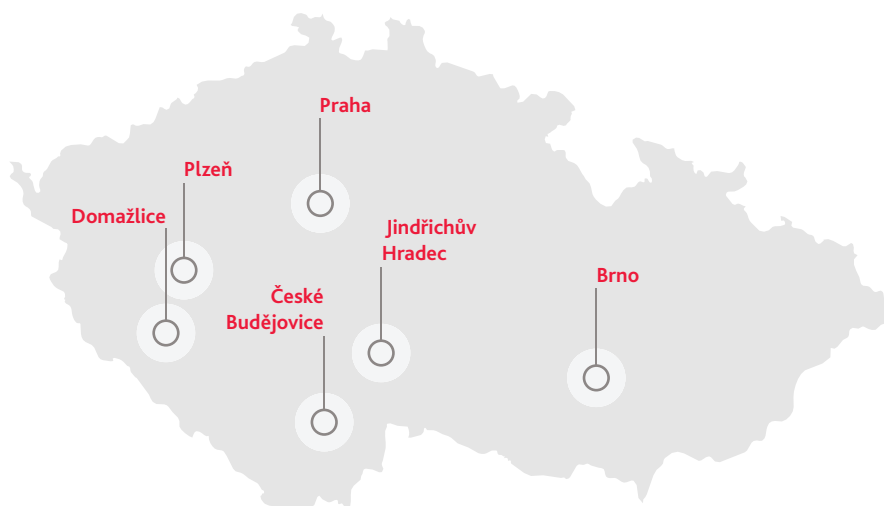 Praha
Plzeň
Domažlice
Jindřichův
Hradec
Brno
České
Budějovice